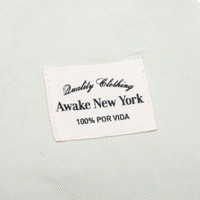 Quality Clothing
Awake New York
100% POR VIDA